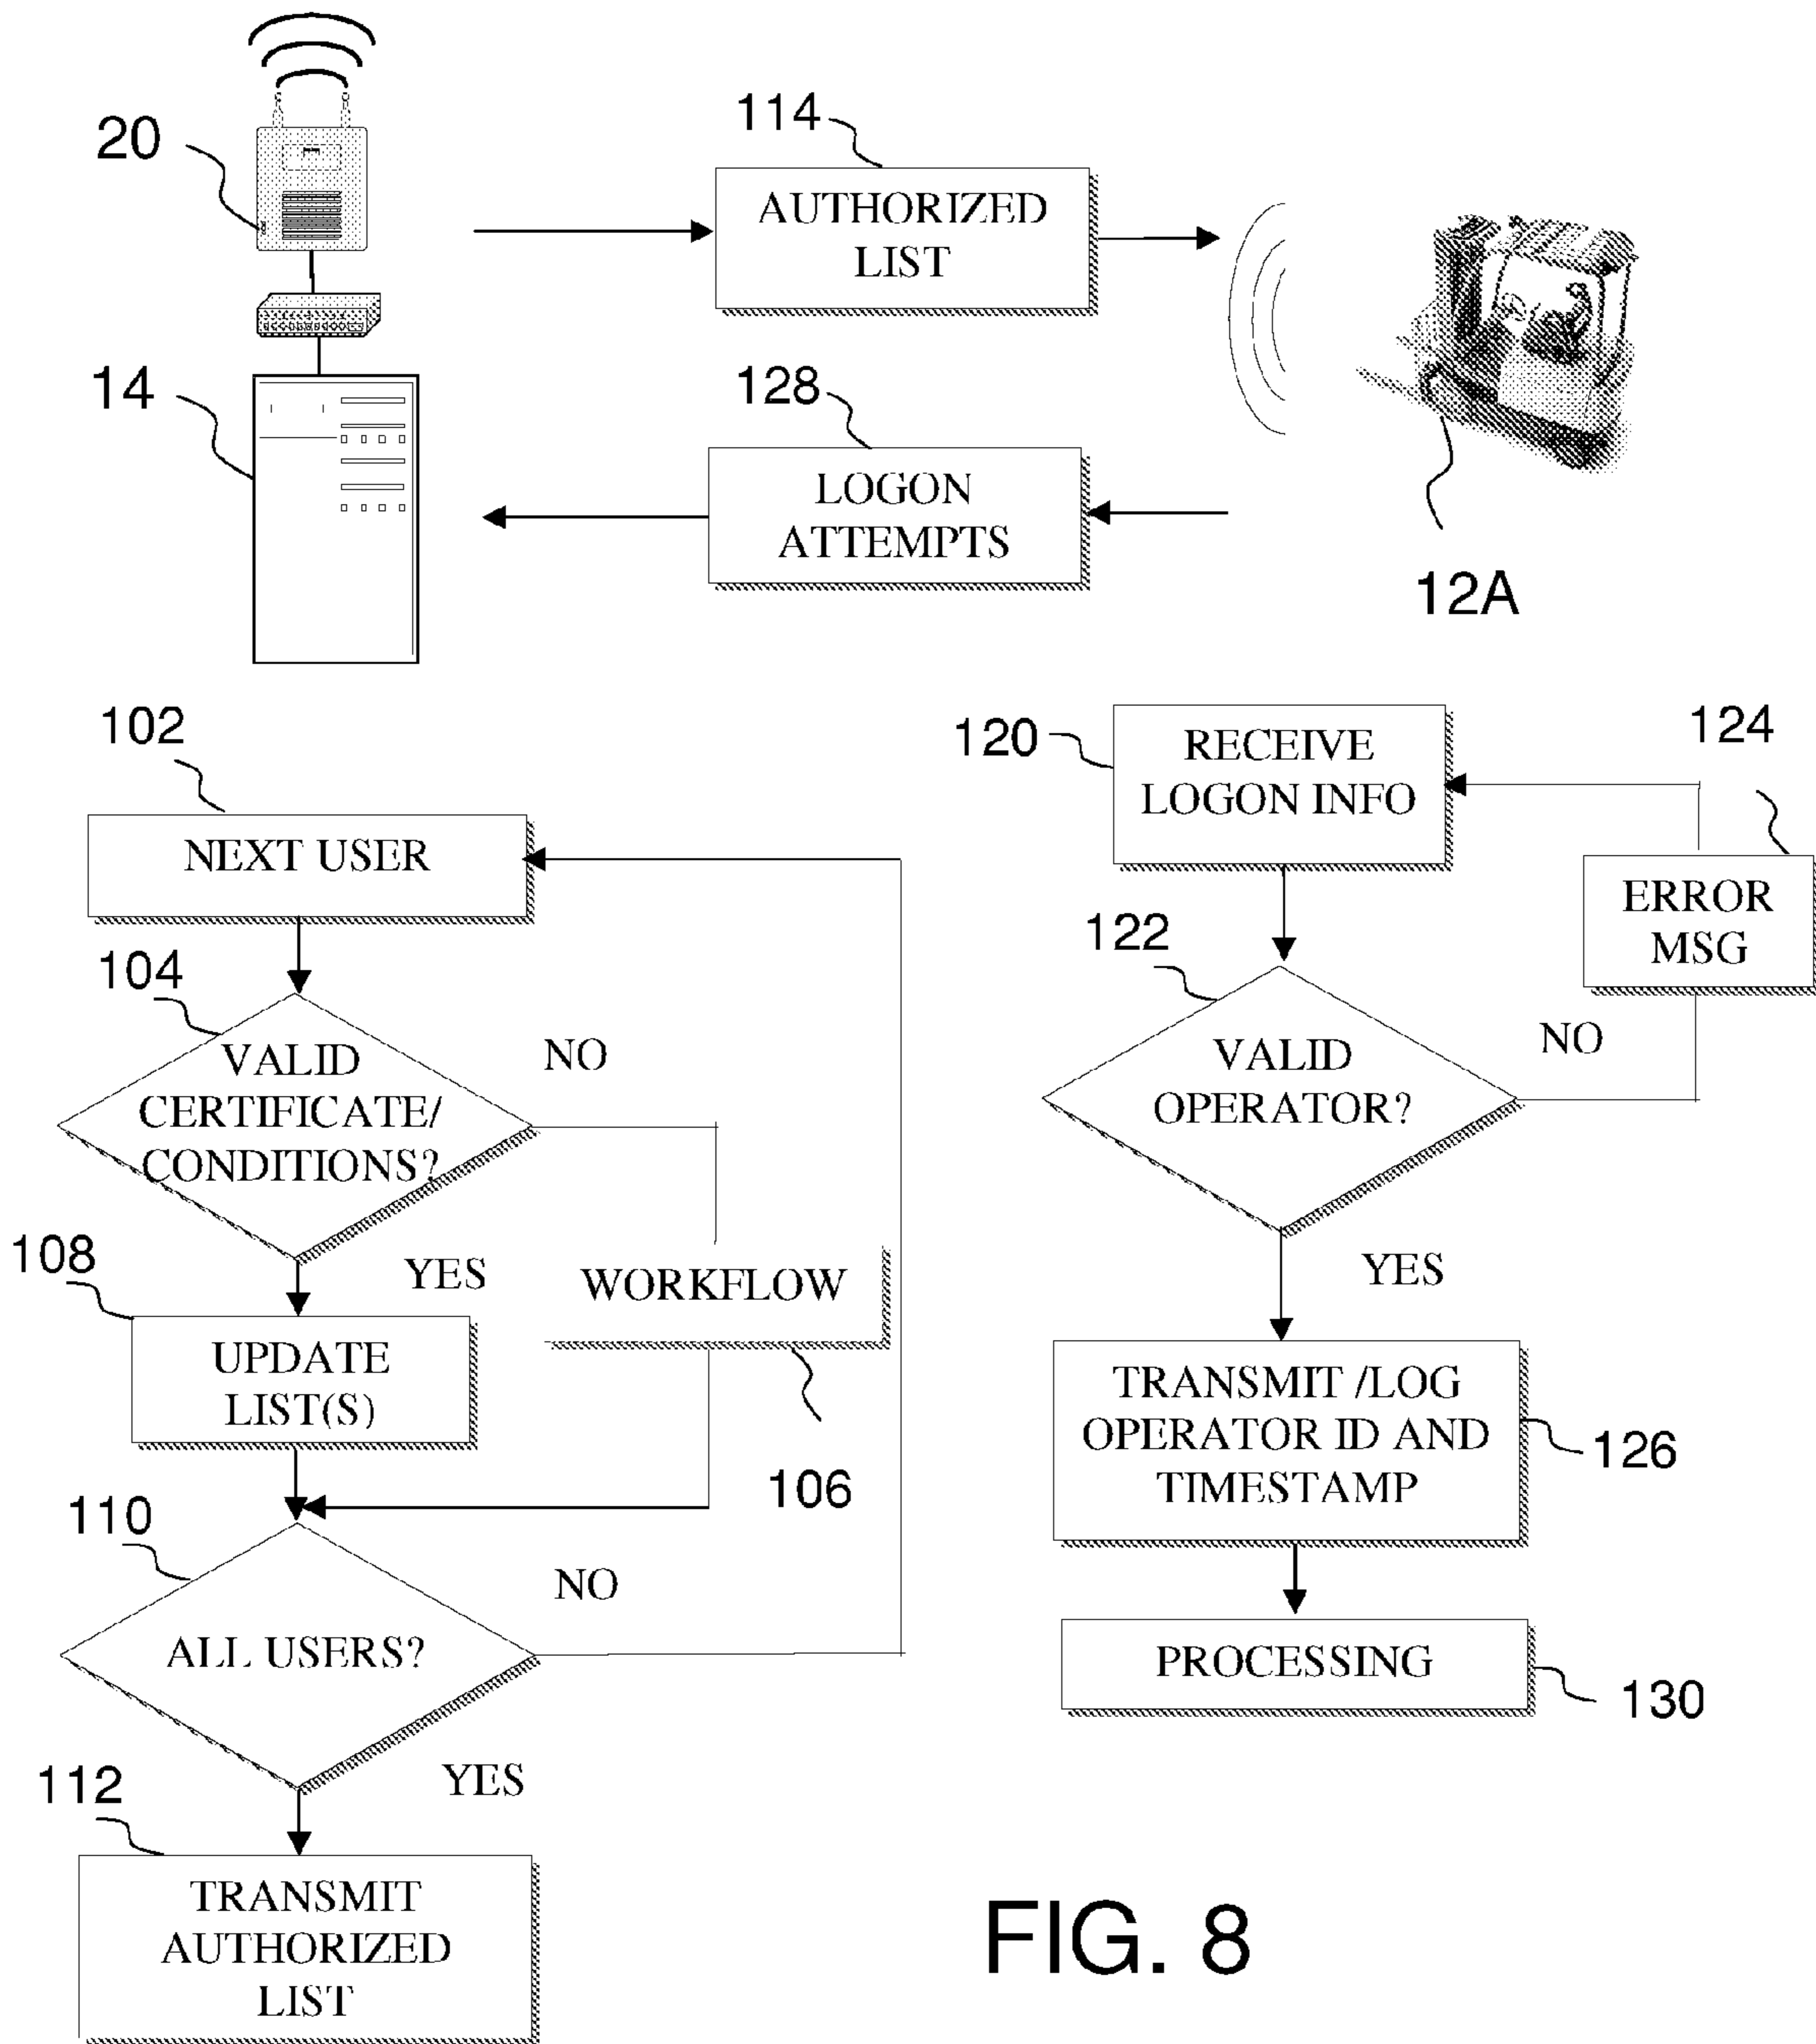 20
114
AUTHORIZED
LIST
14
128
LOGON
ATTEMPTS
12A
102
NEXT USER
104
VALID
CERTIFICATE/
CONDITIONS?
NO
108
YES
WORKFLOW
UPDATE
LIST(S)
106
110
NO
ALL USERS?
112
YES
TRANSMIT
AUTHORIZED
LIST
120
RECEIVE
LOGON INFO
124
ERROR
MSG
122
NO
VALID
OPERATOR?
YES
TRANSMIT /LOG
OPERATOR ID AND
TIMESTAMP
126
PROCESSING
130
FIG. 8